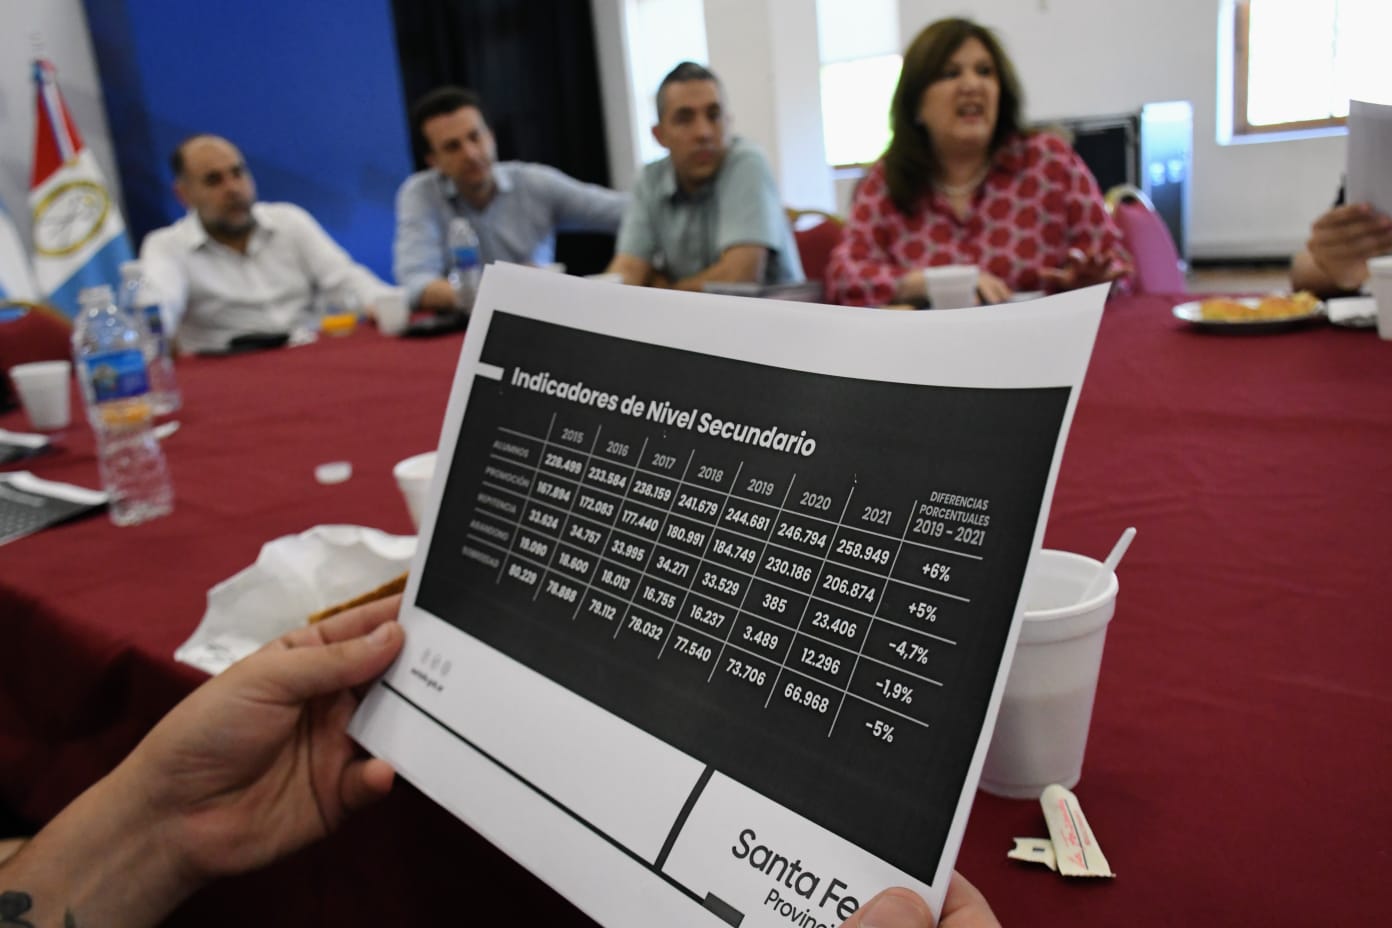 Indicadores de Nivel Secundario
2015 2016 2017 2018 2019 2020 2021 DIFERENCIAS PORCENTUALES 2019 - 2021
ALUMNOS 228.499 233.584 238.159 241.679 244.681 246.794 258.949 +6%
PROMOCIÓN 167.894 172.083 177.440 180.991 184.749 230.186 206.874 +5%
REPITENCIA 33.624 34.757 33.995 34.271 33.529 385 23.406 -4,7%
ABANDONO 19.090 18.600 18.013 16.755 16.237 3.489 12.296 -1,9%
80.229 78.888 79.112 78.032 77.540 73.706 66.968 -5%
Santa Fe
Provinci